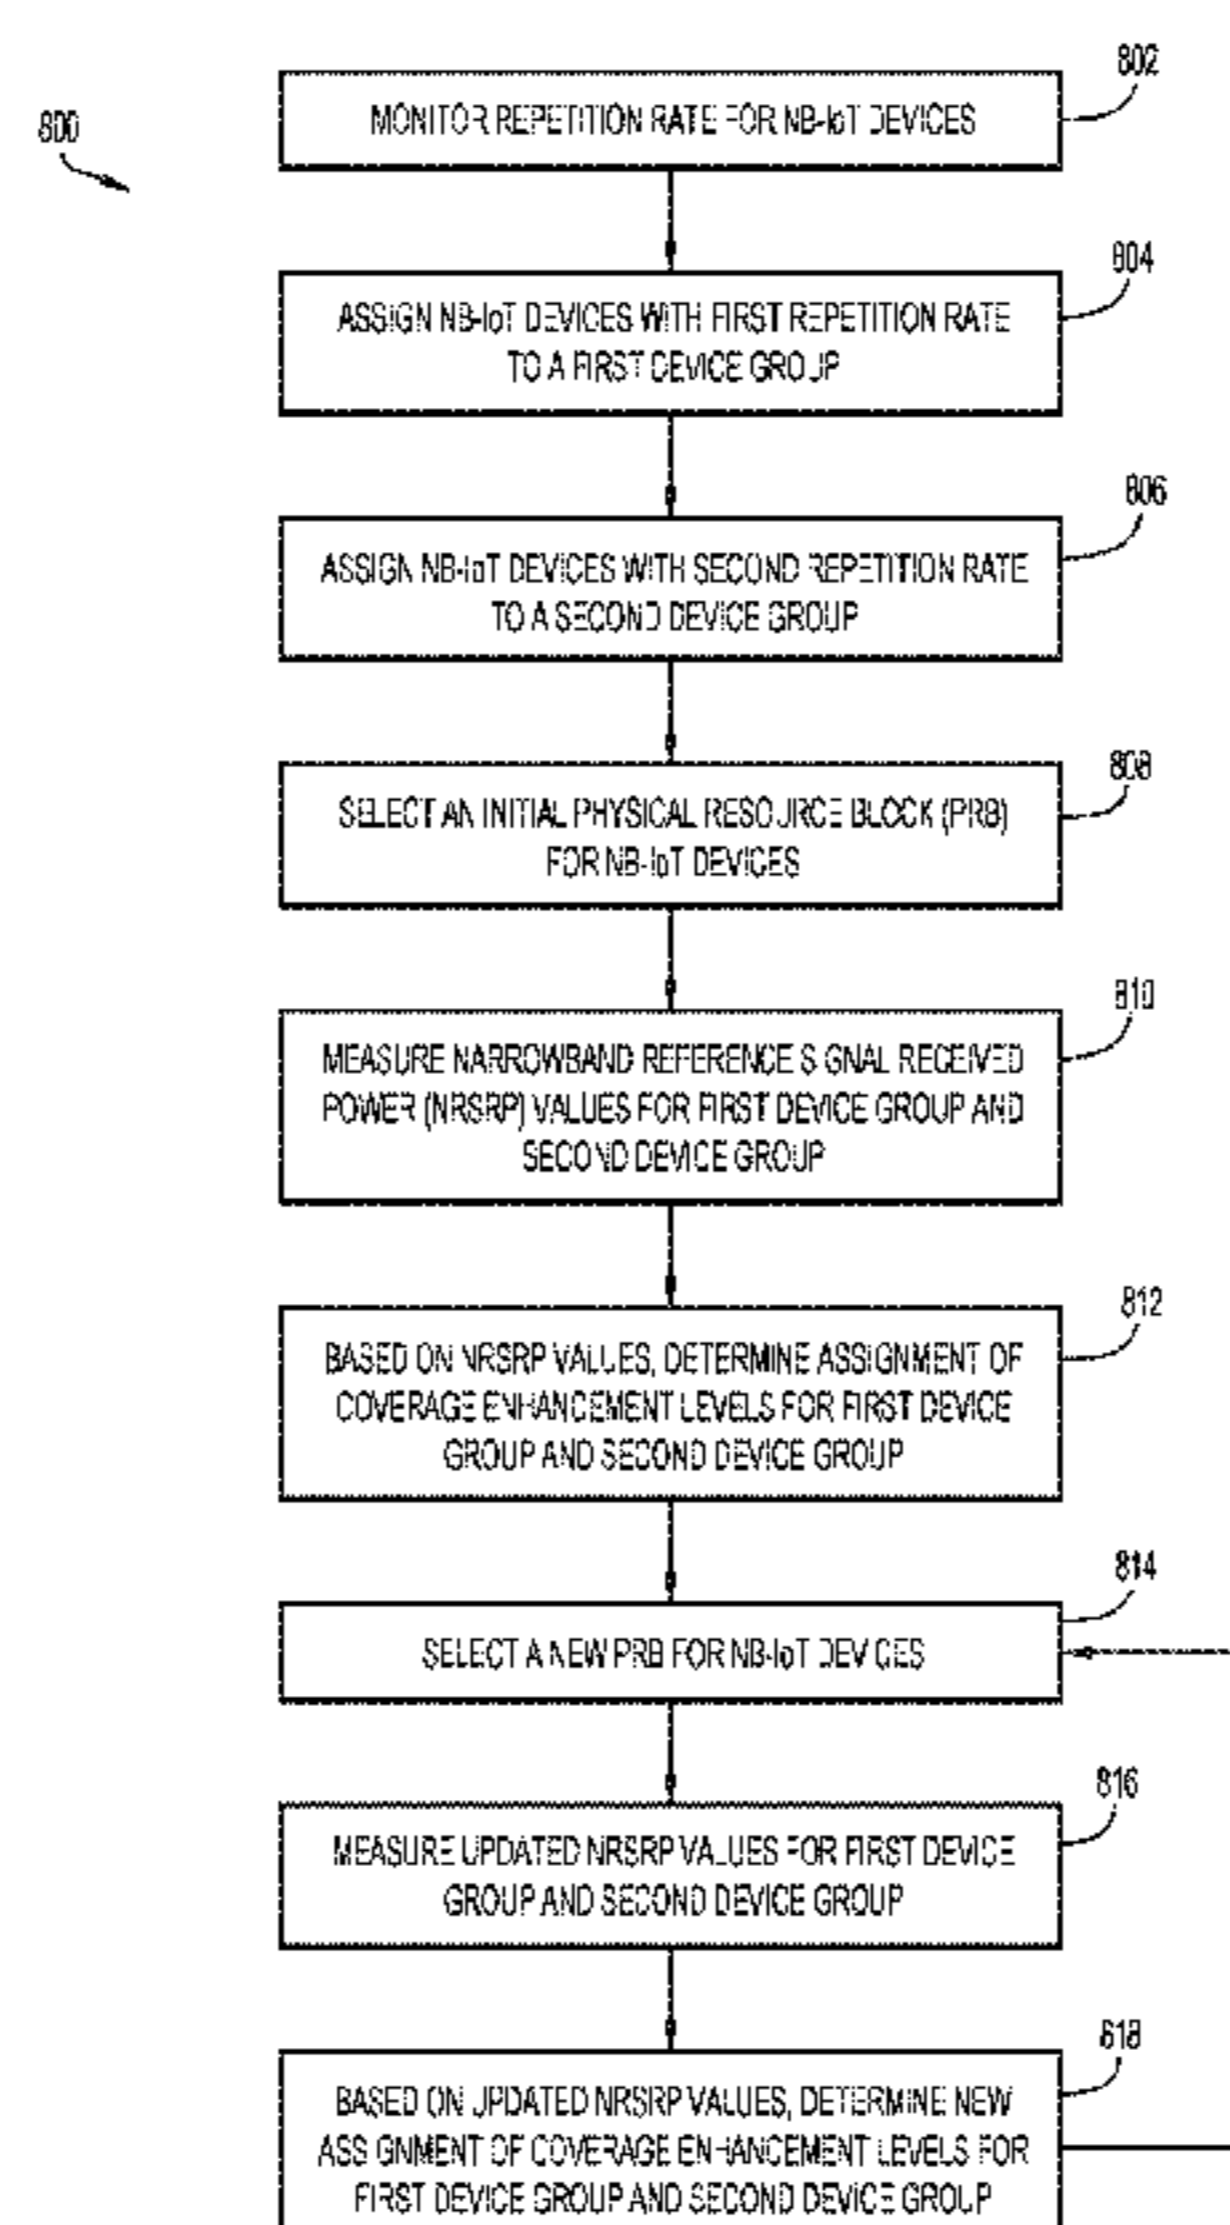 802
800
MONITOR REPETITION RATE FOR NB-IoT DEVICES
804
ASSIGN NB-IoT DEVICES WITH FIRST REPETITION RATE
TO A FIRST DEVICE GROUP
806
ASSIGN NB-IoT DEVICES WITH SECOND REPETITION RATE
TO A SECOND DEVICE GROUP
808
SELECT AN INITIAL PHYSICAL RESOURCE BLOCK (PRB)
FOR NB-IoT DEVICES
810
MEASURE NARROWBAND REFERENCE SIGNAL RECEIVED
POWER (NRSRP) VALUES FOR FIRST DEVICE GROUP AND
SECOND DEVICE GROUP
812
BASED ON NRSRP VALUES, DETERMINE ASSIGNMENT OF
COVERAGE ENHANCEMENT LEVELS FOR FIRST DEVICE
GROUP AND SECOND DEVICE GROUP
814
SELECT A NEW PRB FOR NB-IoT DEVICES
816
MEASURE UPDATED NRSRP VALUES FOR FIRST DEVICE
GROUP AND SECOND DEVICE GROUP
818
BASED ON UPDATED NRSRP VALUES, DETERMINE NEW
ASSIGNMENT OF COVERAGE ENHANCEMENT LEVELS FOR
FIRST DEVICE GROUP AND SECOND DEVICE GROUP